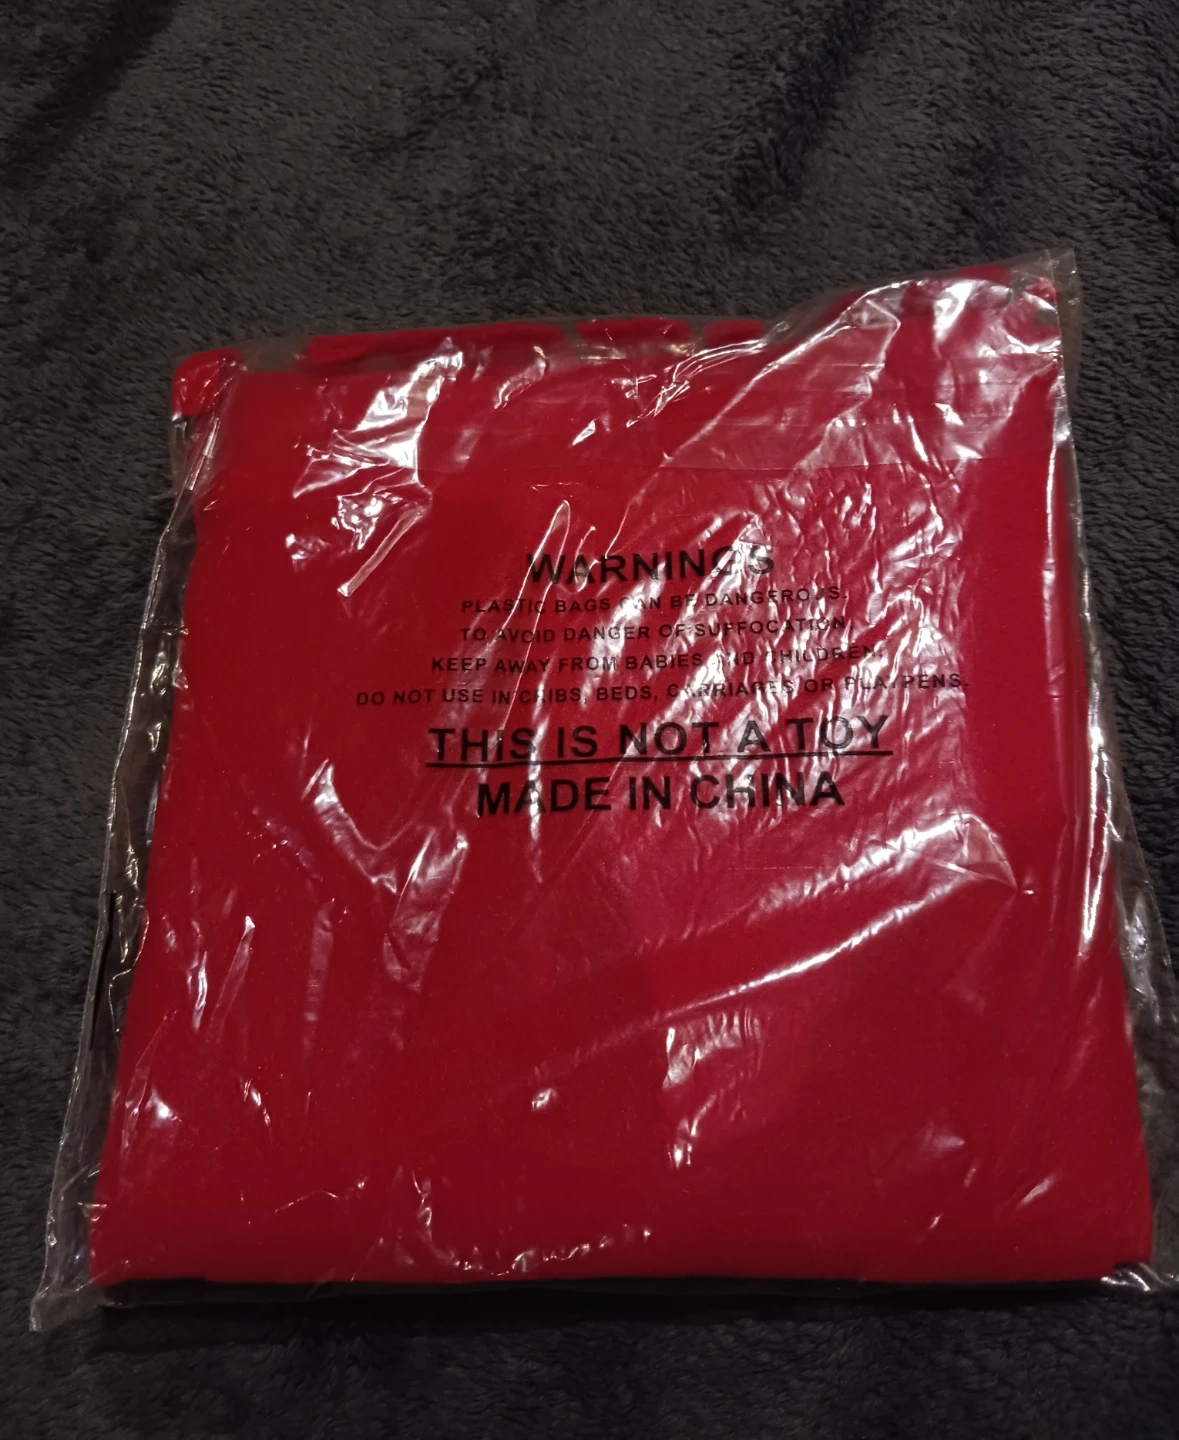 WARNINGS
PLASTIC BAGS CAN BE DANGEROUS.
TO AVOID DANGER OF SUFFOCATION,
KEEP AWAY FROM BABIES AND CHILDREN.
DO NOT USE IN CRIBS, BEDS, CARRIAGES OR PLAYPENS.
THIS IS NOT A TOY
MADE IN CHINA